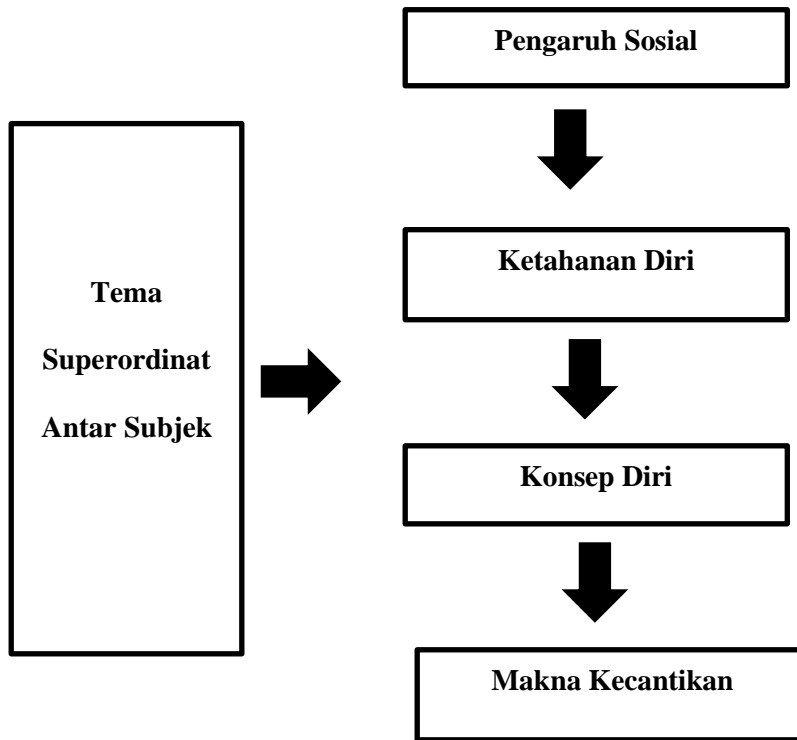 Pengaruh Sosial
Tema
Superordinat
Antar Subjek
Ketahanan Diri
Konsep Diri
Makna Kecantikan